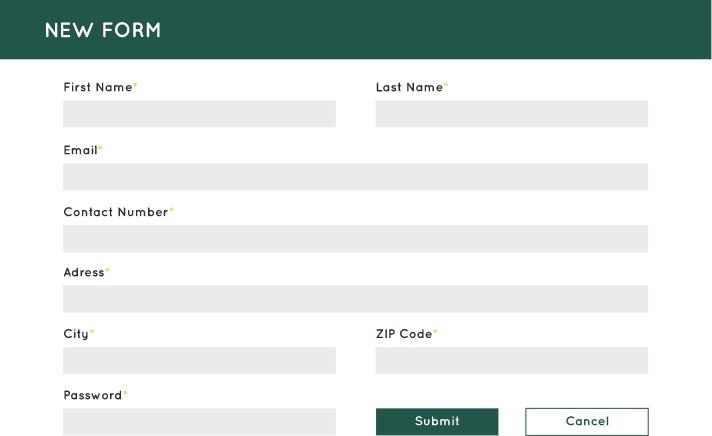 NEW FORM
First Name* Last Name*
Email*
Contact Number*
Adress*
City* ZIP Code*
Password*
Submit Cancel